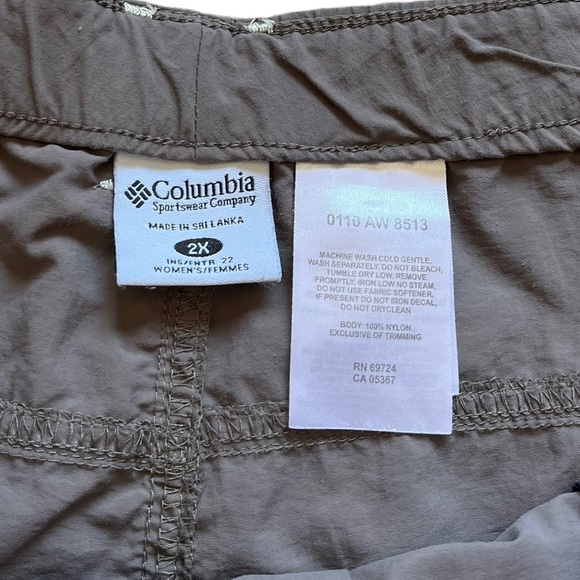 Columbia
Sportswear Company
MADE IN SRI LANKA
2X
INS/ENTR 22
WOMEN'S/FEMMES
0110 AW 8513
MACHINE WASH COLD GENTLE,
WASH SEPARATELY, DO NOT BLEACH,
TUMBLE DRY LOW, REMOVE
PROMPTLY, IRON LOW NO STEAM,
DO NOT USE FABRIC SOFTENER,
IF PRESENT DO NOT IRON DECAL,
DO NOT DRYCLEAN
BODY: 100% NYLON
EXCLUSIVE OF TRIMMING
RN 69724
CA 05367